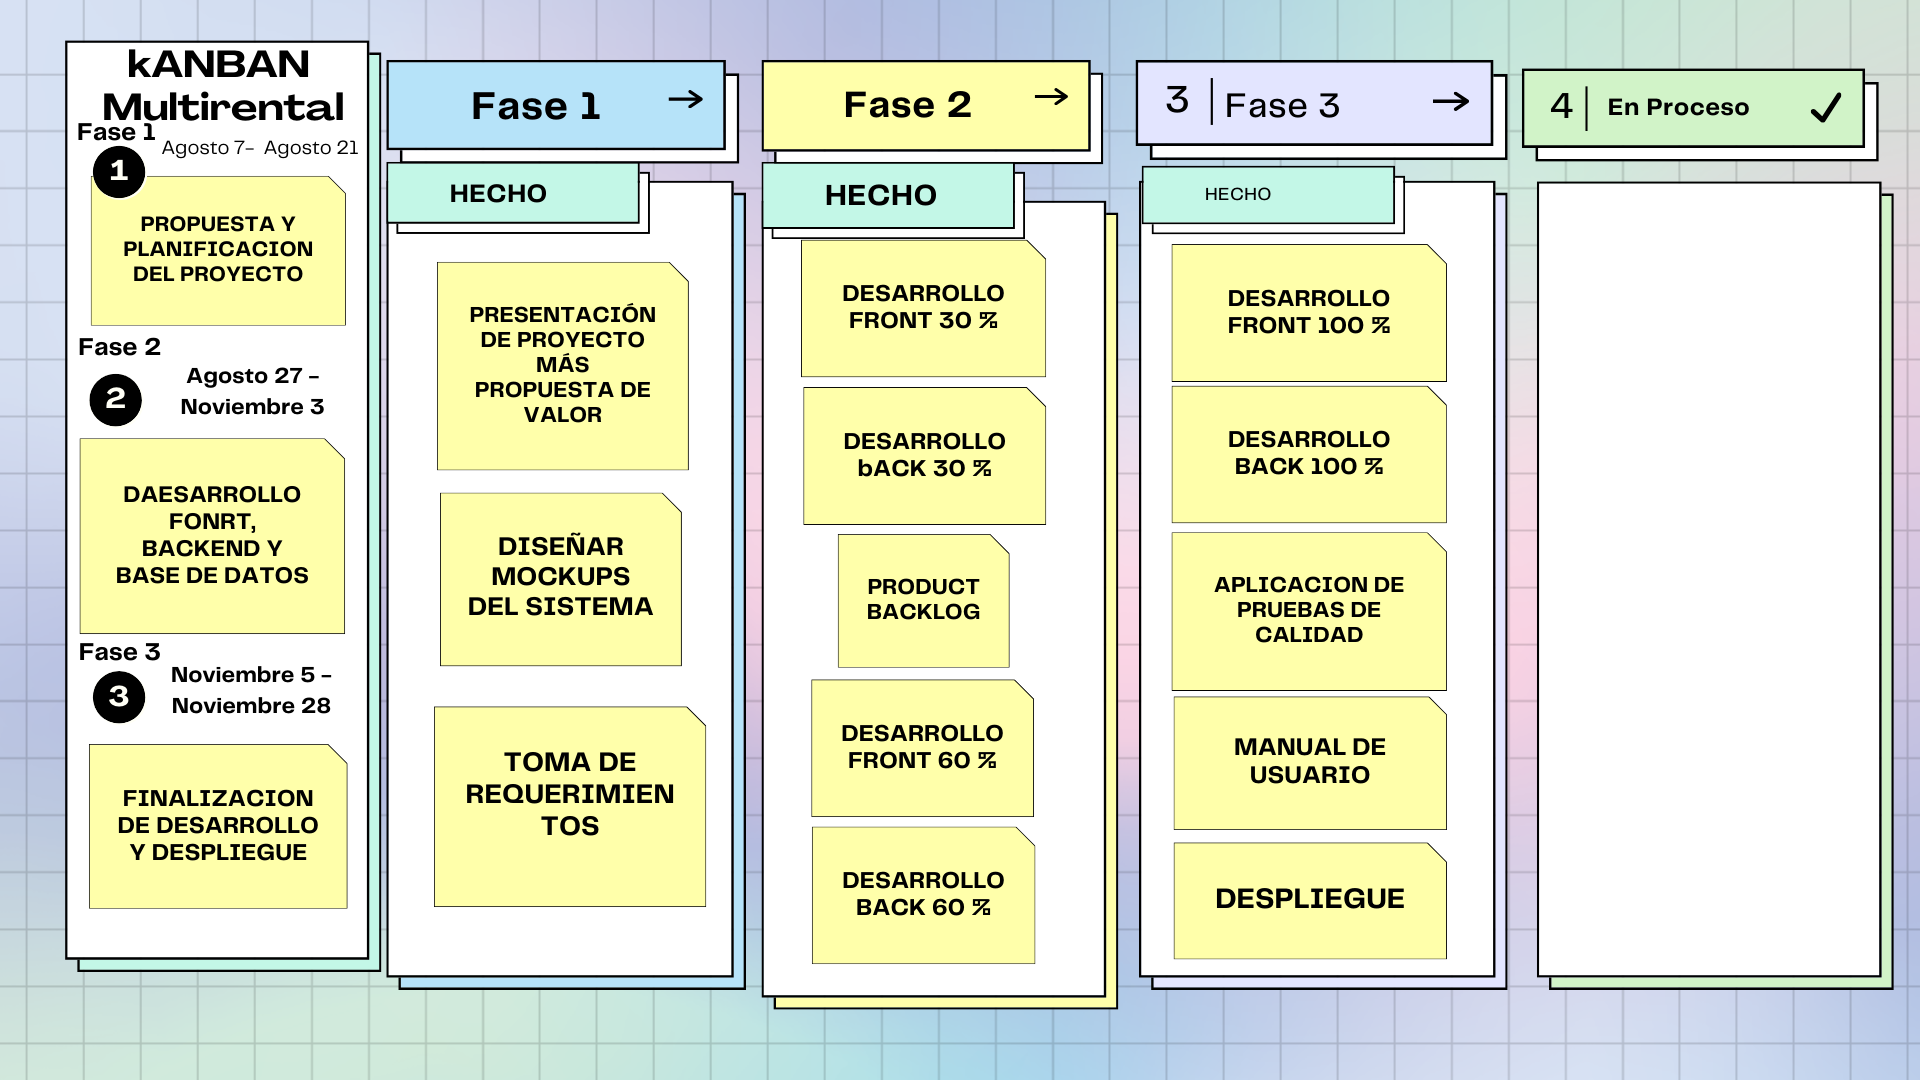 kANBAN
Multirental
Fase 1
Agosto 7- Agosto 21
1
PROPUESTA Y
PLANIFICACION
DEL PROYECTO
Fase 2
2
Agosto 27 -
Noviembre 3
DAESARROLLO
FONRT,
BACKEND Y
BASE DE DATOS
Fase 3
3
Noviembre 5 -
Noviembre 28
FINALIZACION
DE DESARROLLO
Y DESPLIEGUE
Fase 1
HECHO
PRESENTACIÓN
DE PROYECTO
MÁS
PROPUESTA DE
VALOR
DISEÑAR
MOCKUPS
DEL SISTEMA
TOMA DE
REQUERIMIEN
TOS
Fase 2
HECHO
DESARROLLO
FRONT 30 %
DESARROLLO
bACK 30 %
PRODUCT
BACKLOG
DESARROLLO
FRONT 60 %
DESARROLLO
BACK 60 %
3 Fase 3
HECHO
DESARROLLO
FRONT 100 %
DESARROLLO
BACK 100 %
APLICACION DE
PRUEBAS DE
CALIDAD
MANUAL DE
USUARIO
DESPLIEGUE
4 En Proceso